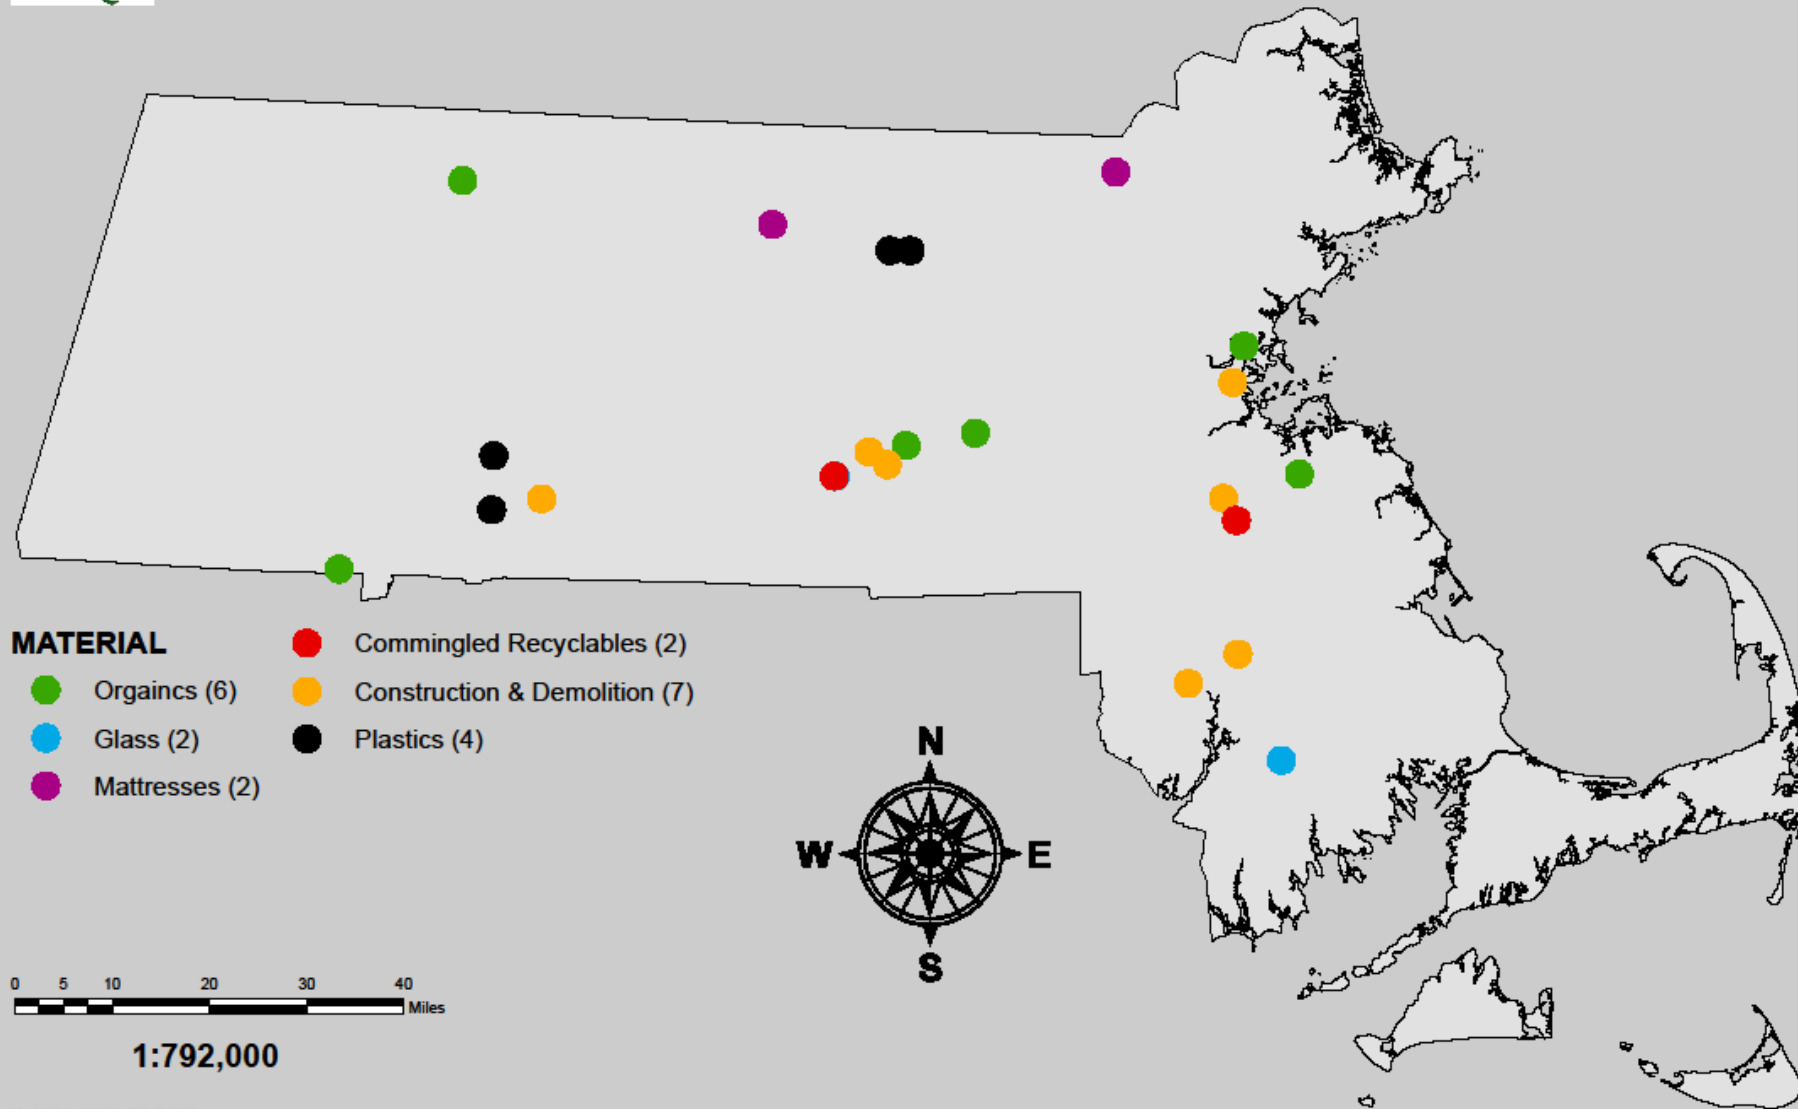 MATERIAL
Orgaincs (6)
Glass (2)
Mattresses (2)
Commingled Recyclables (2)
Construction & Demolition (7)
Plastics (4)
N
W E
S
0 5 10 20 30 40
Miles
1:792,000